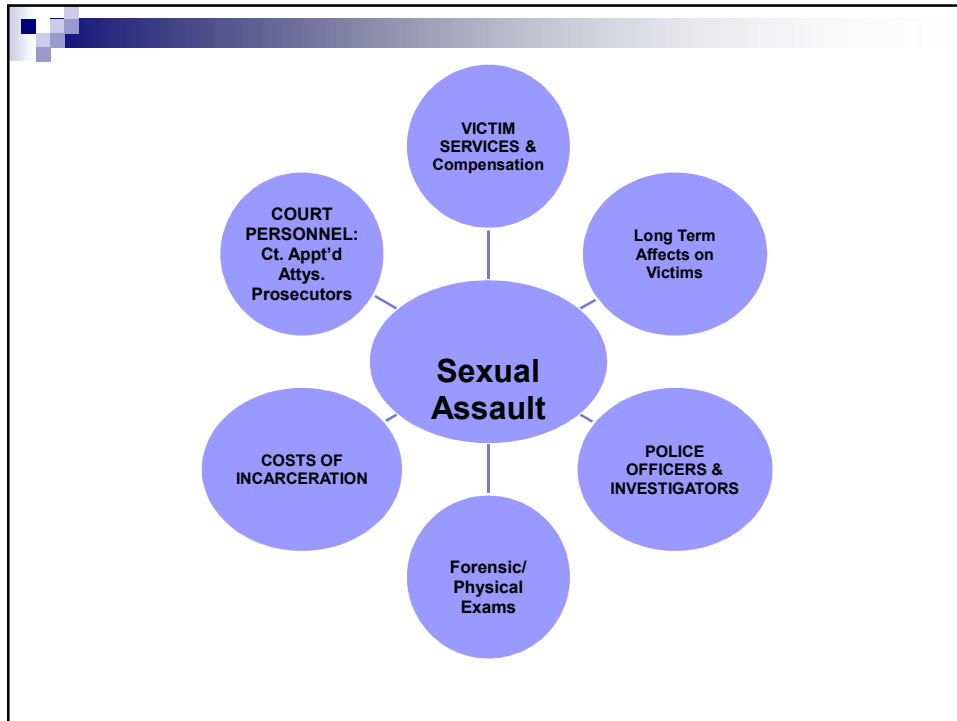 VICTIM
SERVICES &
Compensation
COURT
PERSONNEL:
Ct. Appt’d
Attys.
Prosecutors
Long Term
Affects on
Victims
Sexual
Assault
COSTS OF
INCARCERATION
POLICE
OFFICERS &
INVESTIGATORS
Forensic/
Physical
Exams